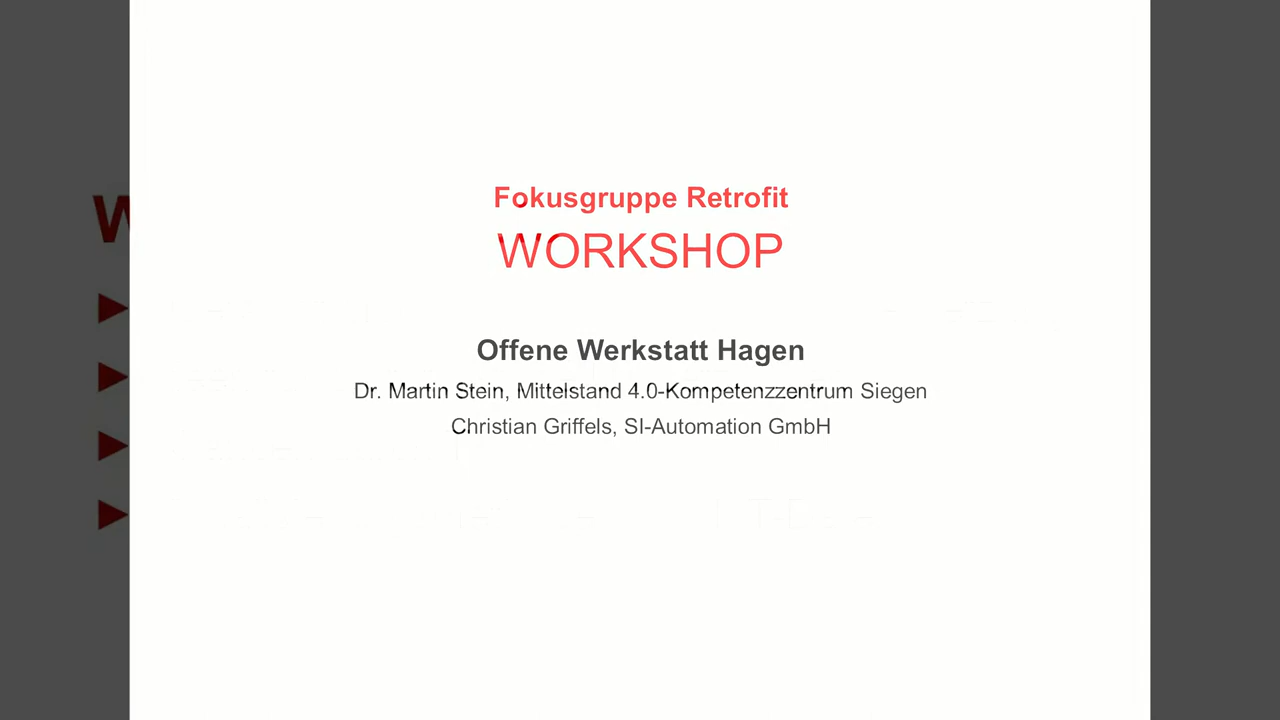 Fokusgruppe Retrofit
WORKSHOP
Offene Werkstatt Hagen
Dr. Martin Stein, Mittelstand 4.0-Kompetenzzentrum Siegen
Christian Griffels, SI-Automation GmbH